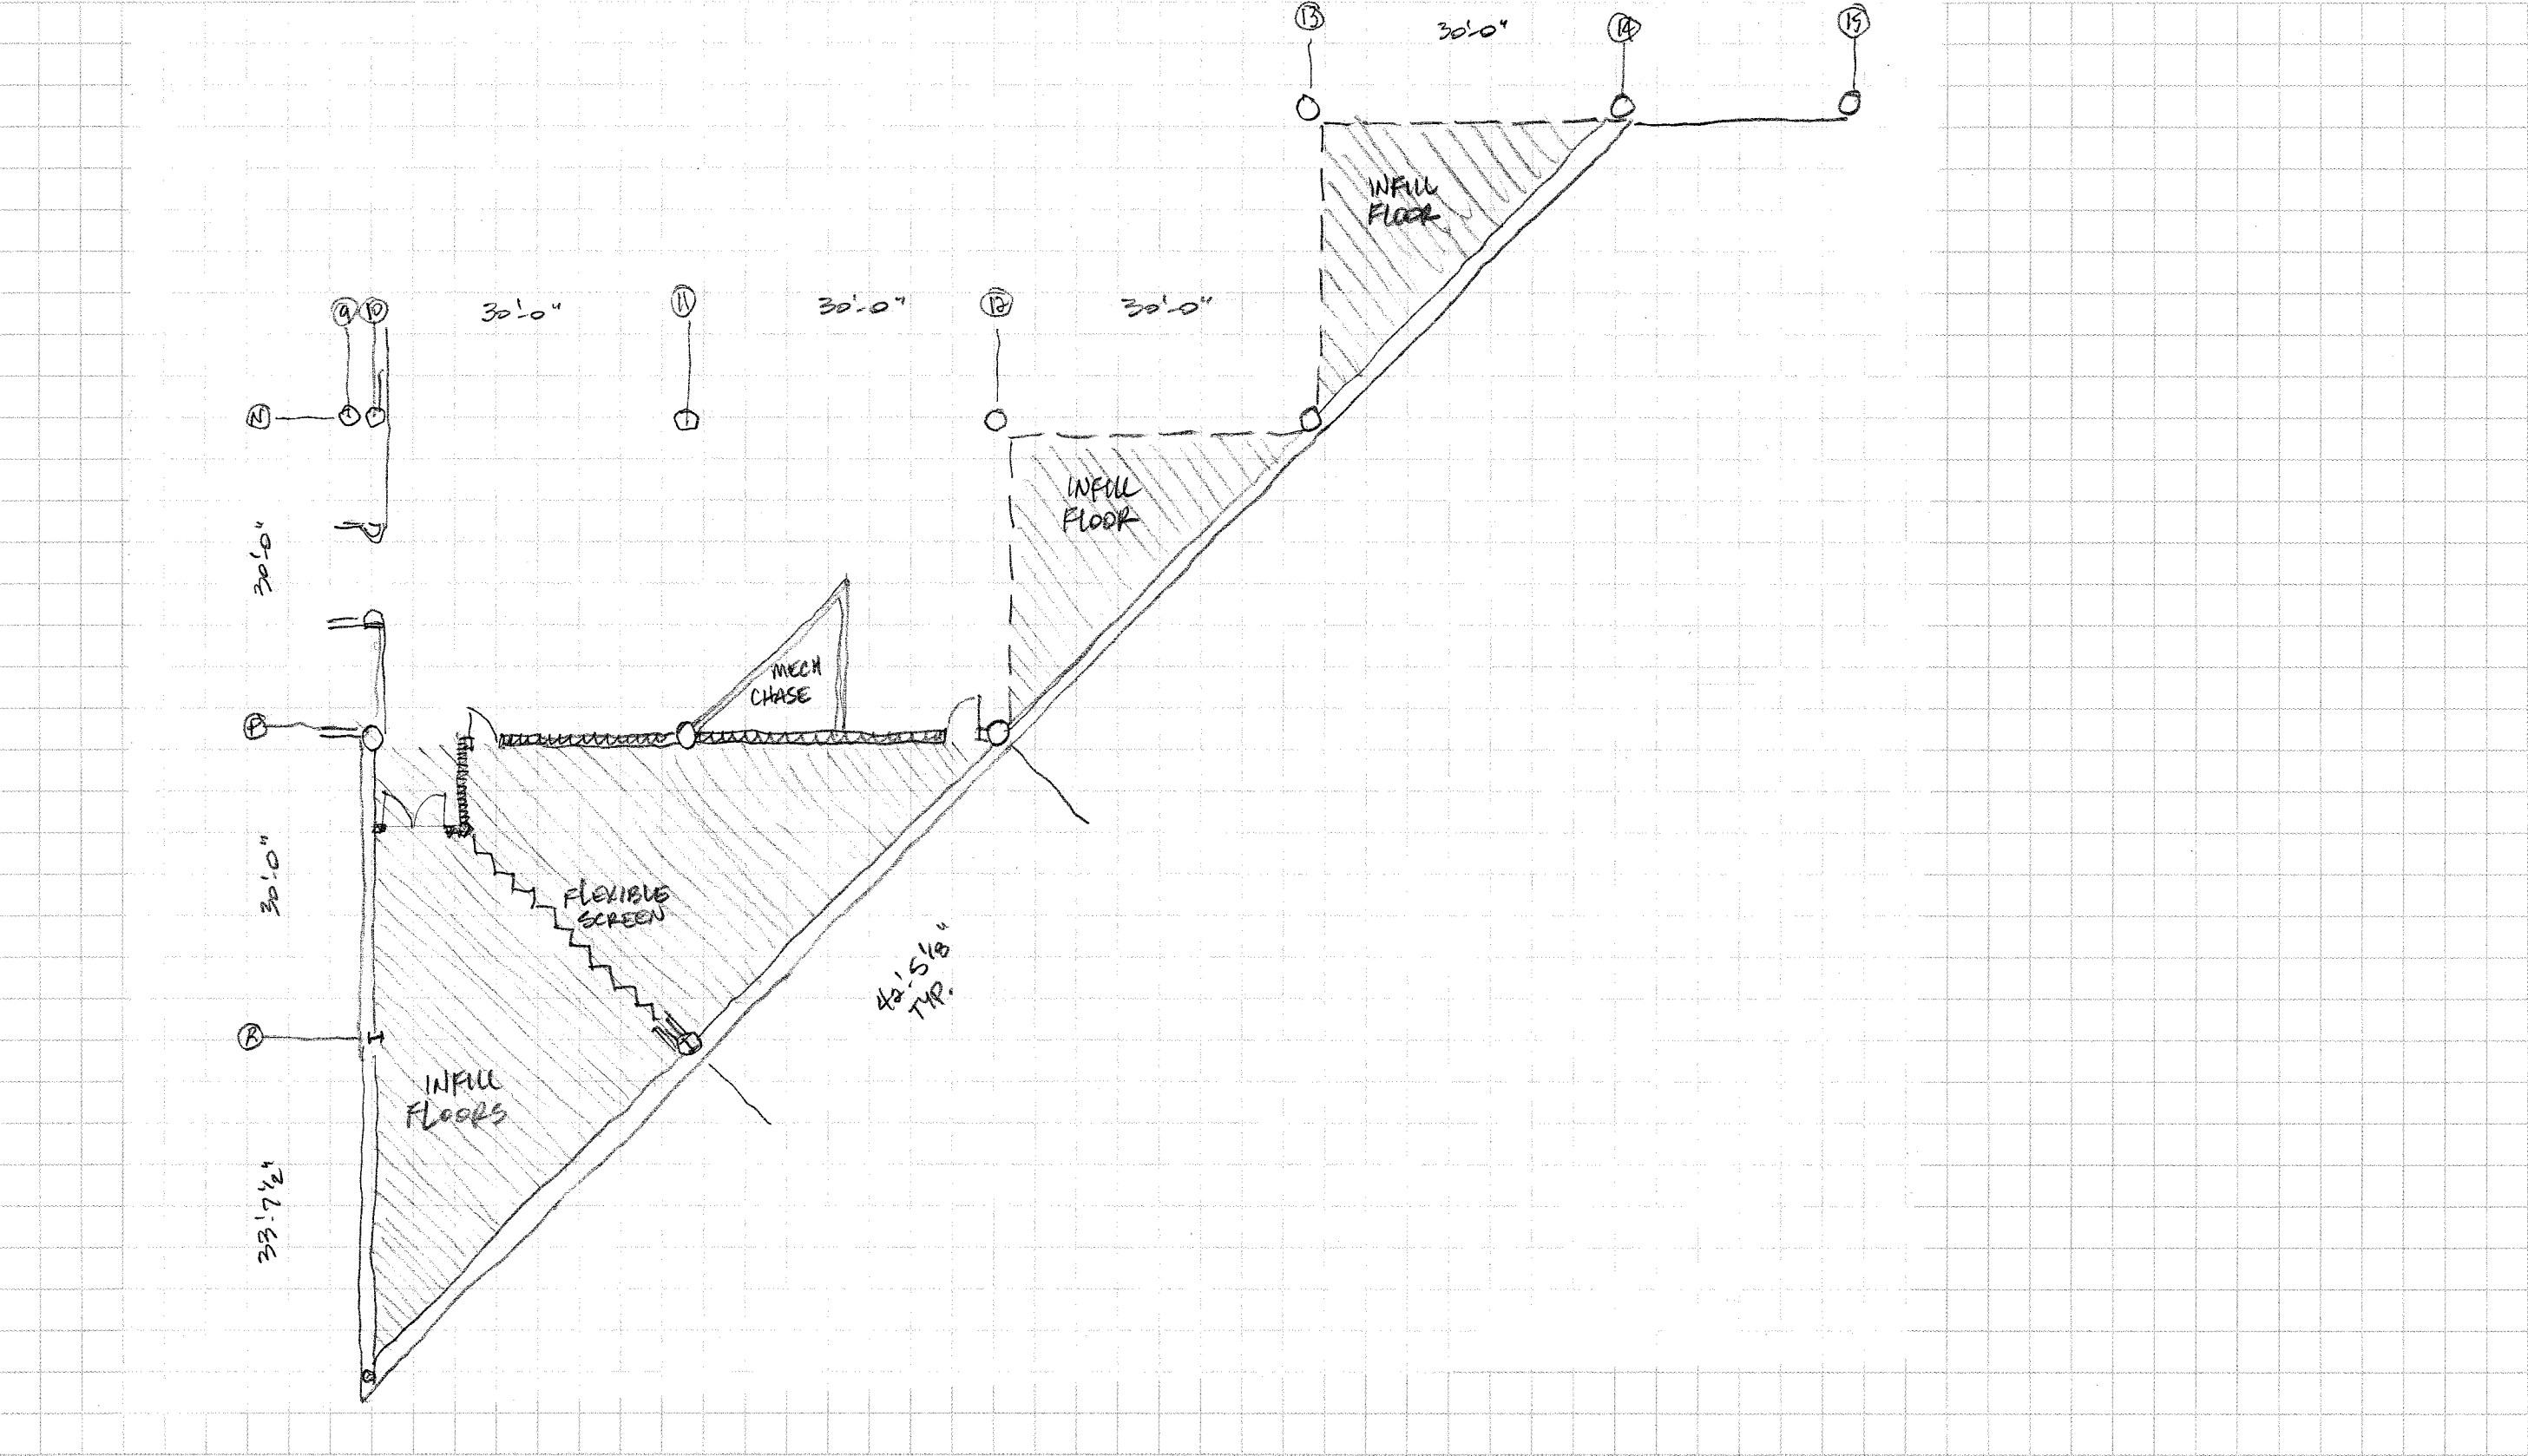 13
30'-0"
14
15
INFILL
FLOOR
9
10
30'-0"
11
30'-0"
12
30'-0"
N
INFILL
FLOOR
30'-0"
MECH
CHASE
P
30'-0"
FLEXIBLE
SCREEN
42'-5 1/8"
TYP.
R
INFILL
FLOORS
33'-7 1/2"